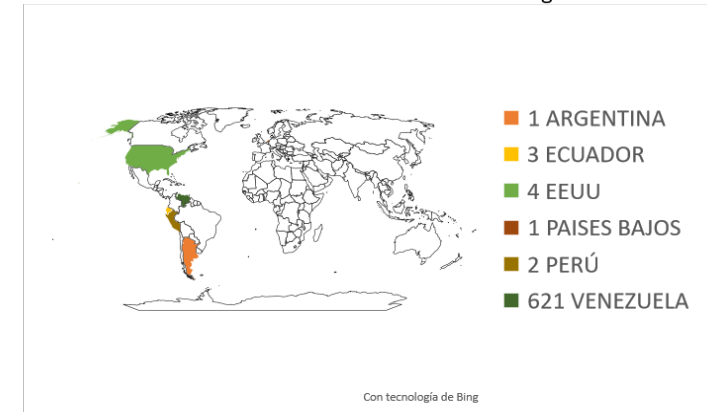 1 ARGENTINA
3 ECUADOR
4 EEUU
1 PAISES BAJOS
2 PERÚ
621 VENEZUELA
Con tecnología de Bing